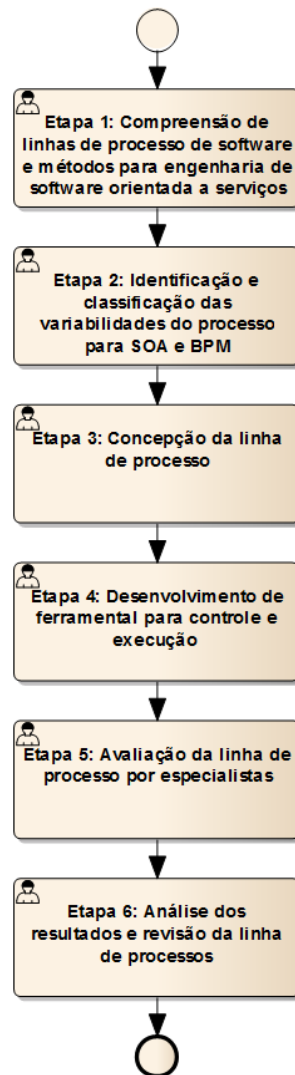 Etapa 1: Compreensão de
linhas de processo de software
e métodos para engenharia de
software orientada a serviços
Etapa 2: Identificação e
classificação das
variabilidades do processo
para SOA e BPM
Etapa 3: Concepção da linha
de processo
Etapa 4: Desenvolvimento de
ferramental para controle e
execução
Etapa 5: Avaliação da linha de
processo por especialistas
Etapa 6: Análise dos
resultados e revisão da linha
de processos